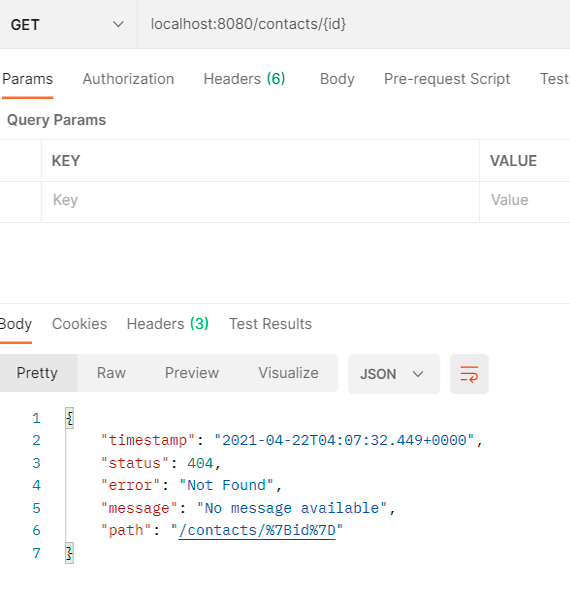 GET localhost:8080/contacts/{id}
Params Authorization Headers (6) Body Pre-request Script Test
Query Params
KEY VALUE
Key Value
Body Cookies Headers (3) Test Results
Pretty Raw Preview Visualize JSON
1 {
2 "timestamp": "2021-04-22T04:07:32.449+0000",
3 "status": 404,
4 "error": "Not Found",
5 "message": "No message available",
6 "path": "/contacts/%7Bid%7D"
7 }